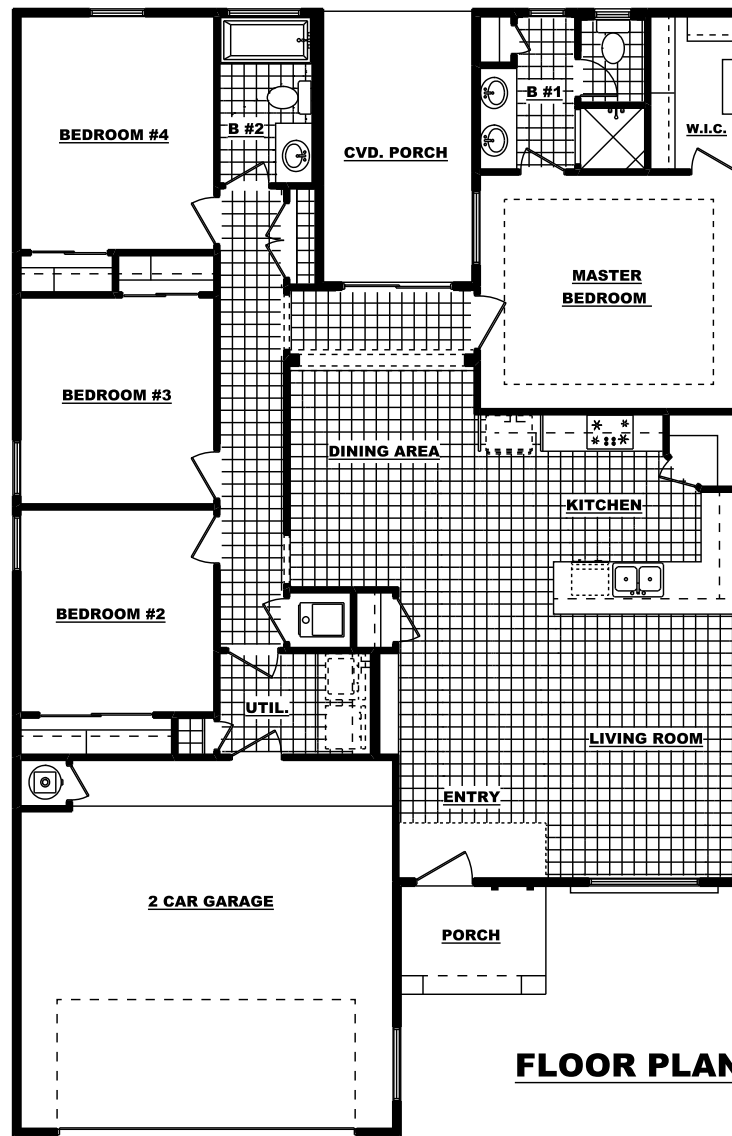 BEDROOM #4
B #2
CVD. PORCH
B #1
W.I.C.
MASTER
BEDROOM
BEDROOM #3
DINING AREA
KITCHEN
BEDROOM #2
UTIL.
LIVING ROOM
ENTRY
2 CAR GARAGE
PORCH
FLOOR PLAN